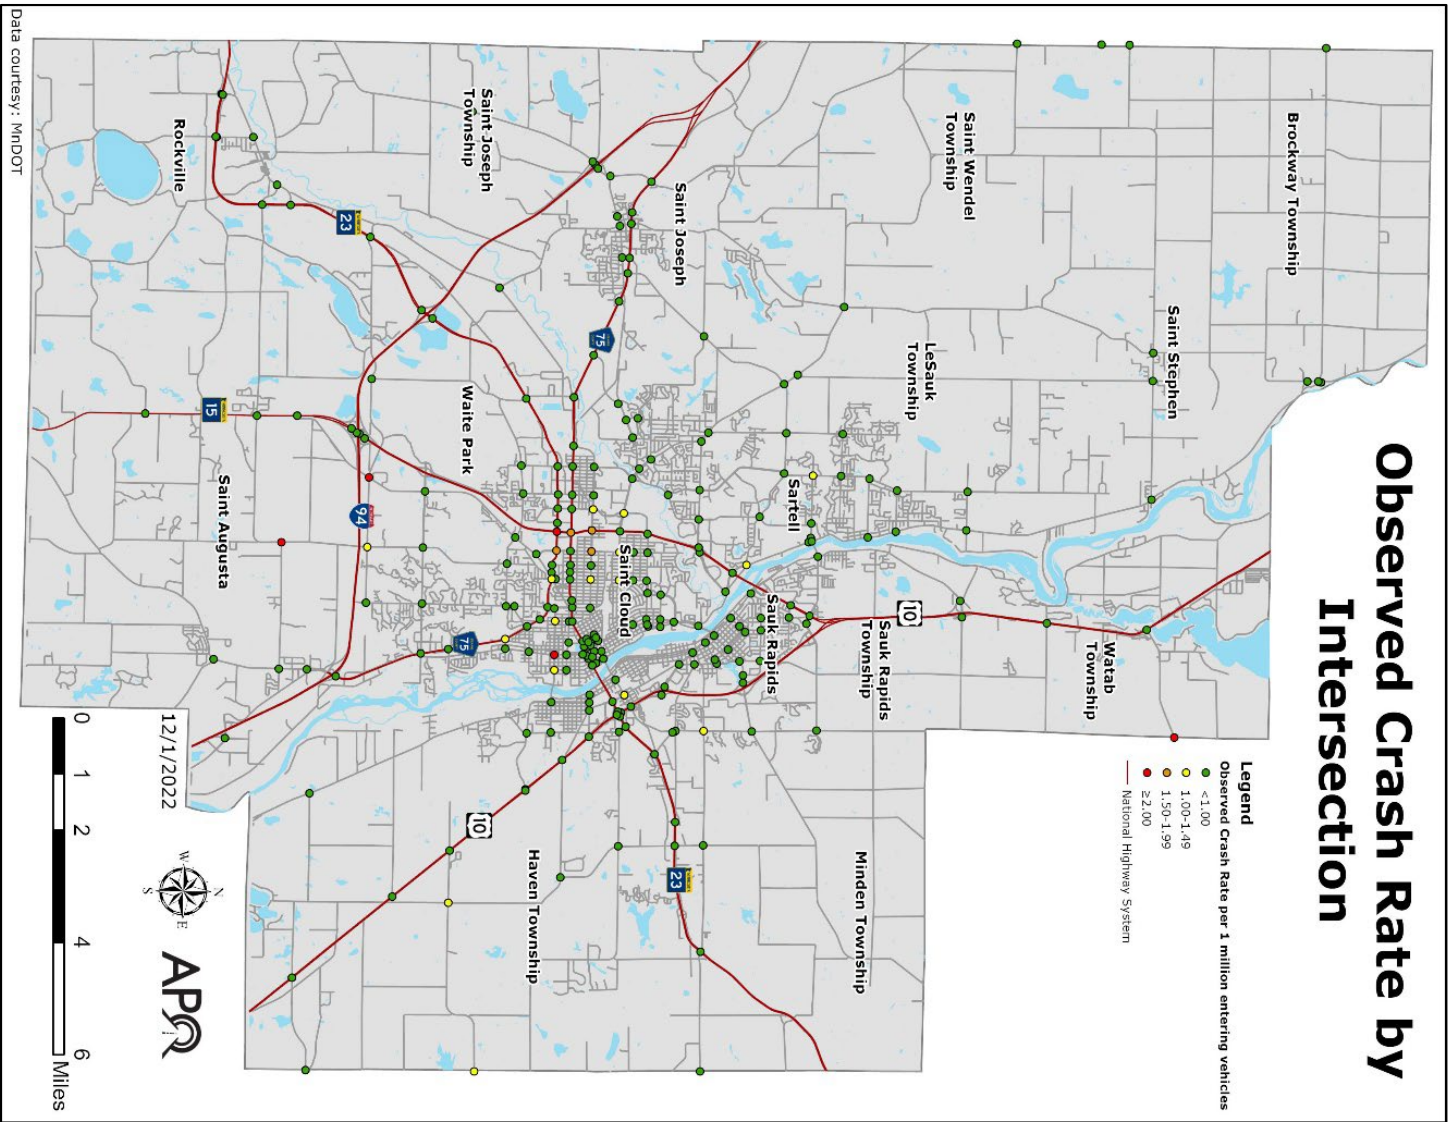 Observed Crash Rate by
Intersection
Legend
Observed Crash Rate per 1 million entering vehicles
<1.00
1.00-1.49
1.50-1.99
≥2.00
National Highway System
Brockway Township
Saint Stephen
Saint Wendel
Township
LeSauk
Township
Watab
Township
10
Sauk Rapids
Township
Minden Township
Sartell
Sauk Rapids
Saint Joseph
75
Saint Cloud
23
Saint Joseph
Township
Waite Park
75
10
Haven Township
23
94
Rockville
15
Saint Augusta
N
W
E
S
12/1/2022
APO
0
1
2
4
6
Miles
Data courtesy: MnDOT